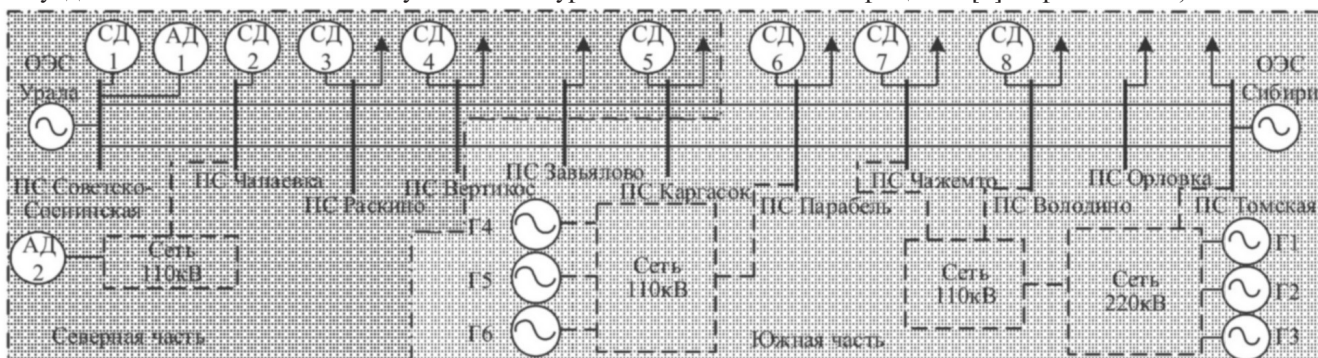 СД 1
АД 1
СД 2
СД 3
СД 4
СД 5
СД 6
СД 7
СД 8
ОЭС Урала
ОЭС Сибири
ПС Советско-
Соснинская
ПС Чапаевка
ПС Раскино
ПС Вертикос
ПС Завьялово
ПС Каргасок
ПС Парабель
ПС Чажемто
ПС Володино
ПС Орловка
ПС Томская
АД 2
Сеть
110кВ
Г4
Г5
Г6
Сеть
110кВ
Сеть
110кВ
Сеть
220кВ
Г1
Г2
Г3
Северная часть
Южная часть